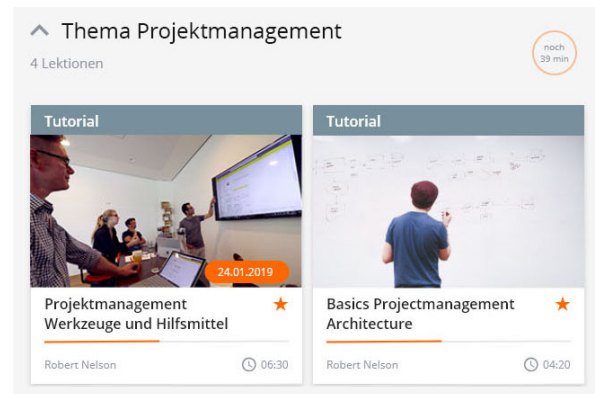 Thema Projektmanagement
4 Lektionen
noch
39 min
Tutorial
24.01.2019
Projektmanagement
Werkzeuge und Hilfsmittel
Robert Nelson
06:30
Tutorial
Basics Projectmanagement
Architecture
Robert Nelson
04:20